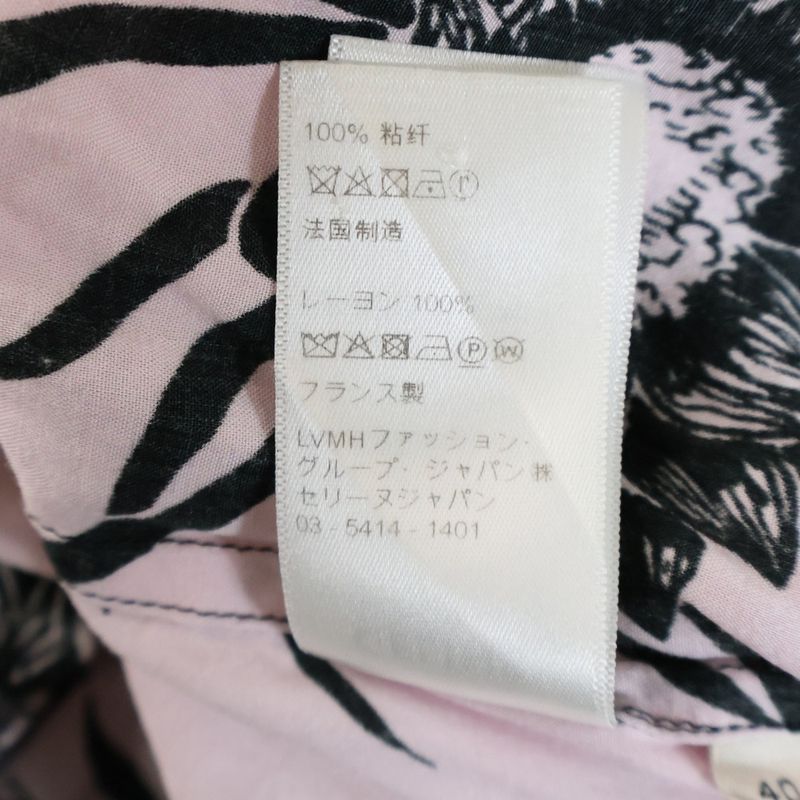 100% 粘纤
法国制造
レーヨン 100%
P W
フランス製
LVMHファッション·
グループ·ジャパン㈱
セリーヌジャパン
03 - 5414 - 1401
40